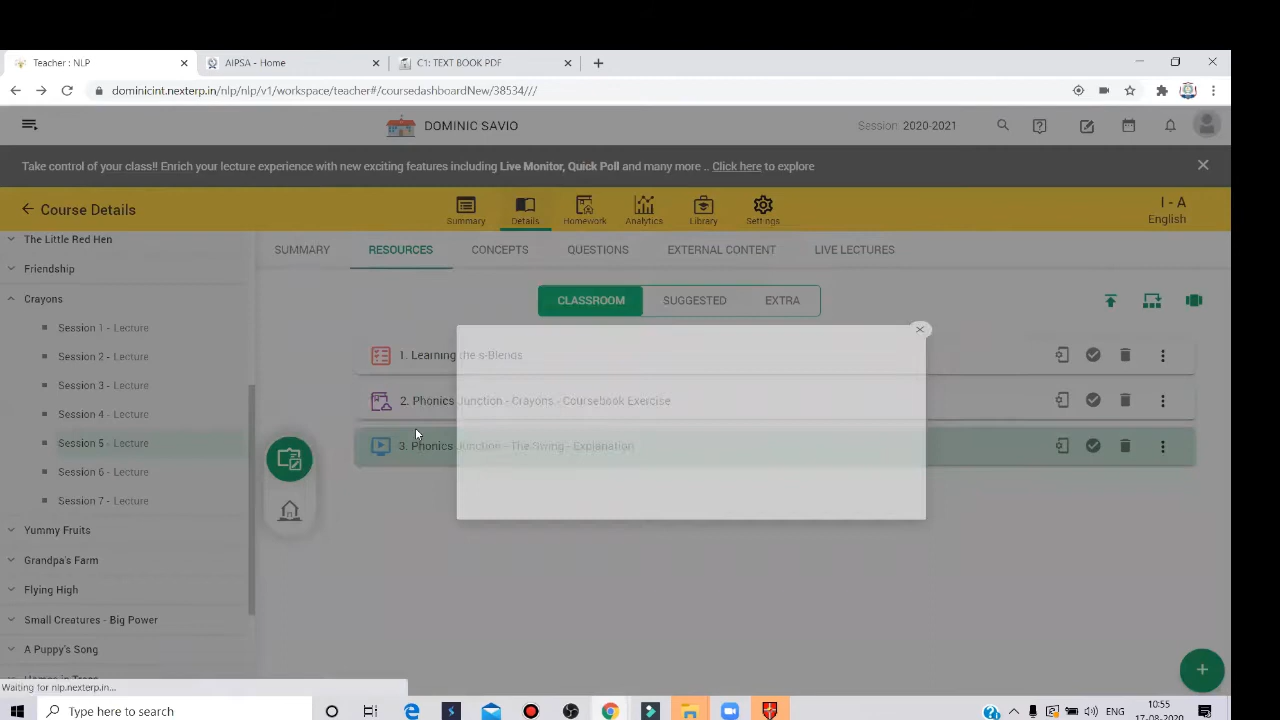 Teacher : NLP
AIPSA - Home
C1: TEXT BOOK PDF
dominicint.nexterp.in/nlp/nlp/v1/workspace/teacher#/coursedashboardNew/38534///
DOMINIC SAVIO
Session: 2020-2021
Take control of your class!! Enrich your lecture experience with new exciting features including Live Monitor, Quick Poll and many more .. Click here to explore
Course Details
Summary
Details
Homework
Analytics
Library
Settings
I - A
English
The Little Red Hen
Friendship
Crayons
Session 1 - Lecture
Session 2 - Lecture
Session 3 - Lecture
Session 4 - Lecture
Session 5 - Lecture
Session 6 - Lecture
Session 7 - Lecture
Yummy Fruits
Grandpa's Farm
Flying High
Small Creatures - Big Power
A Puppy's Song
SUMMARY
RESOURCES
CONCEPTS
QUESTIONS
EXTERNAL CONTENT
LIVE LECTURES
CLASSROOM
SUGGESTED
EXTRA
1. Learning the s-Blends
2. Phonics Junction - Crayons - Coursebook Exercise
3. Phonics Junction - The Swing - Explanation
Waiting for nlp.nexterp.in...
Type here to search
ENG
10:55
17-08-2020